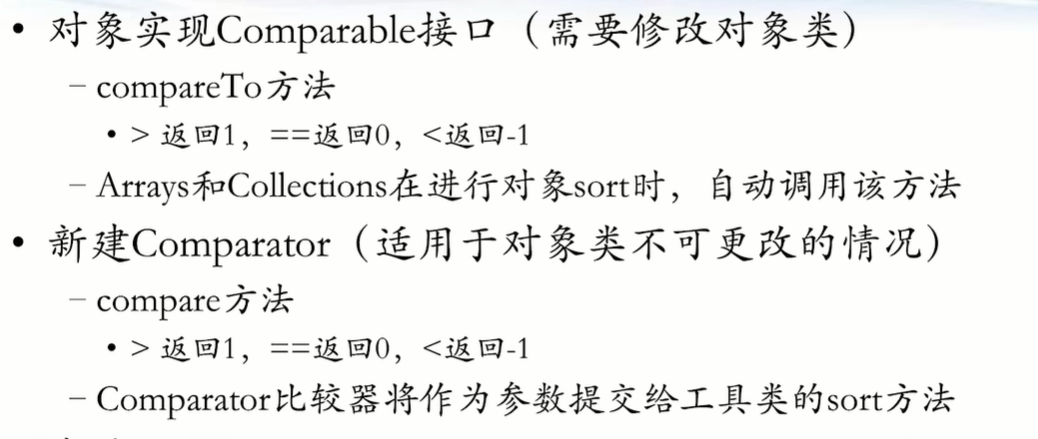 • 对象实现Comparable接口（需要修改对象类）
– compareTo方法
• > 返回1，==返回0，<返回-1
– Arrays和Collections在进行对象sort时，自动调用该方法
• 新建Comparator（适用于对象类不可更改的情况）
– compare方法
• > 返回1，==返回0，<返回-1
– Comparator比较器将作为参数提交给工具类的sort方法